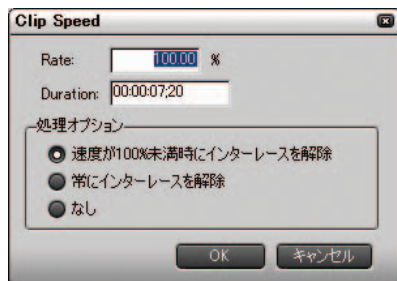 Clip Speed
Rate: 100.00 %
Duration: 00:00:07;20
処理オプション
速度が100%未満時にインターレースを解除
常にインターレースを解除
なし
OK キャンセル